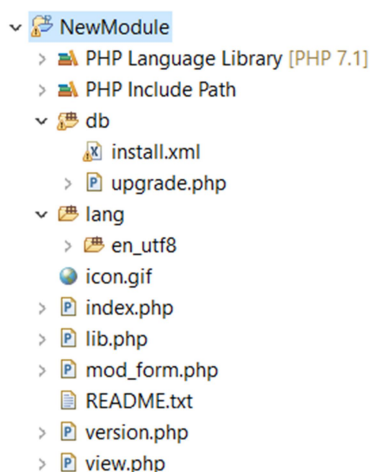 NewModule
PHP Language Library [PHP 7.1]
PHP Include Path
db
install.xml
upgrade.php
lang
en_utf8
icon.gif
index.php
lib.php
mod_form.php
README.txt
version.php
view.php